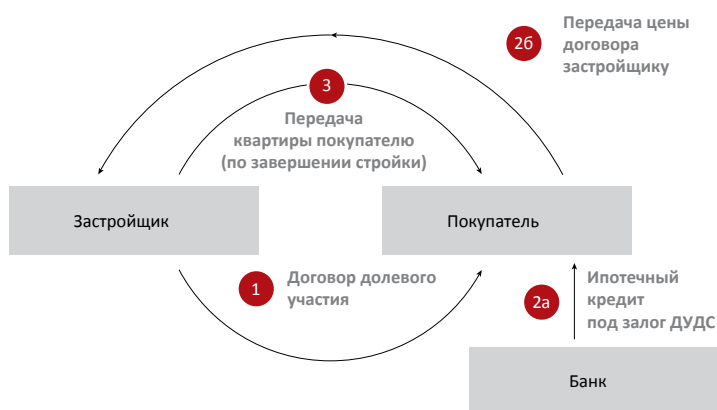 2б
Передача цены
договора
застройщику
3
Передача
квартиры покупателю
(по завершении стройки)
Застройщик
Покупатель
1
Договор долевого
участия
2а
Ипотечный
кредит
под залог ДУДС
Банк